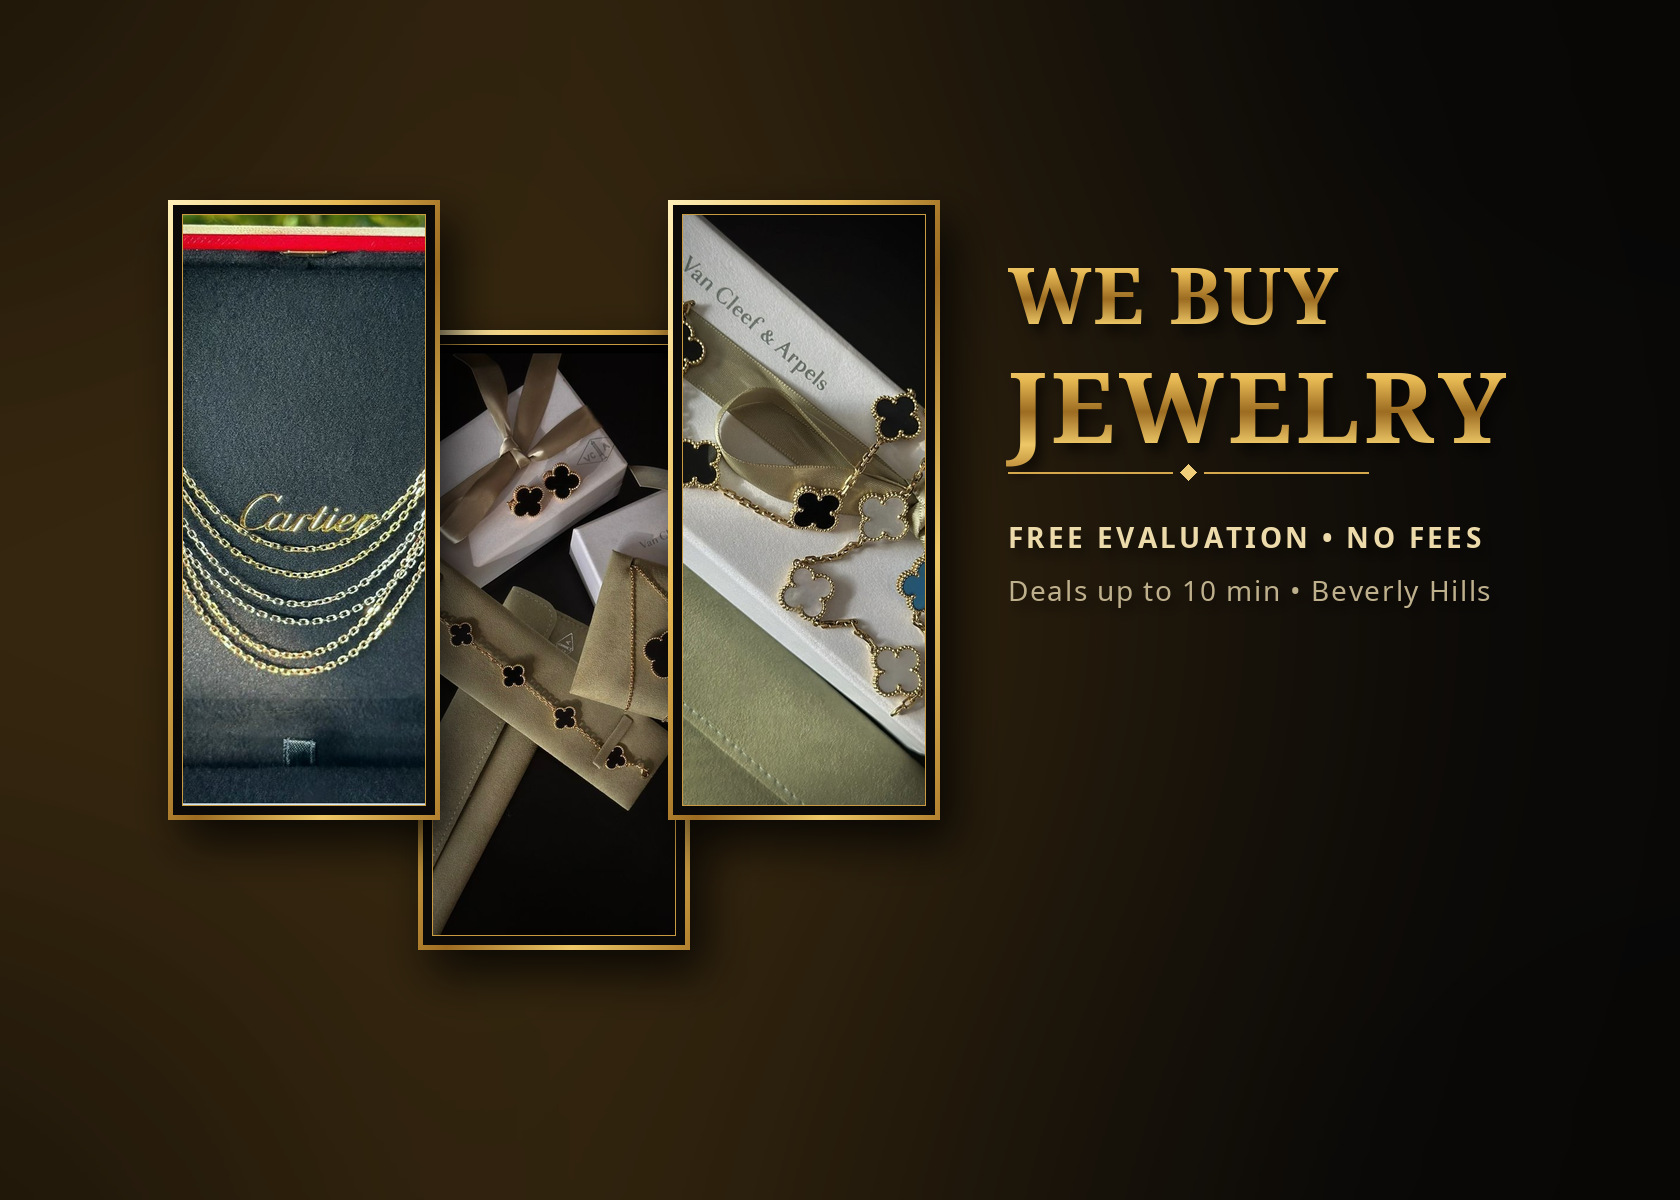 Cartier
Van Cleef & Arpels
WE BUY
JEWELRY
FREE EVALUATION • NO FEES
Deals up to 10 min • Beverly Hills